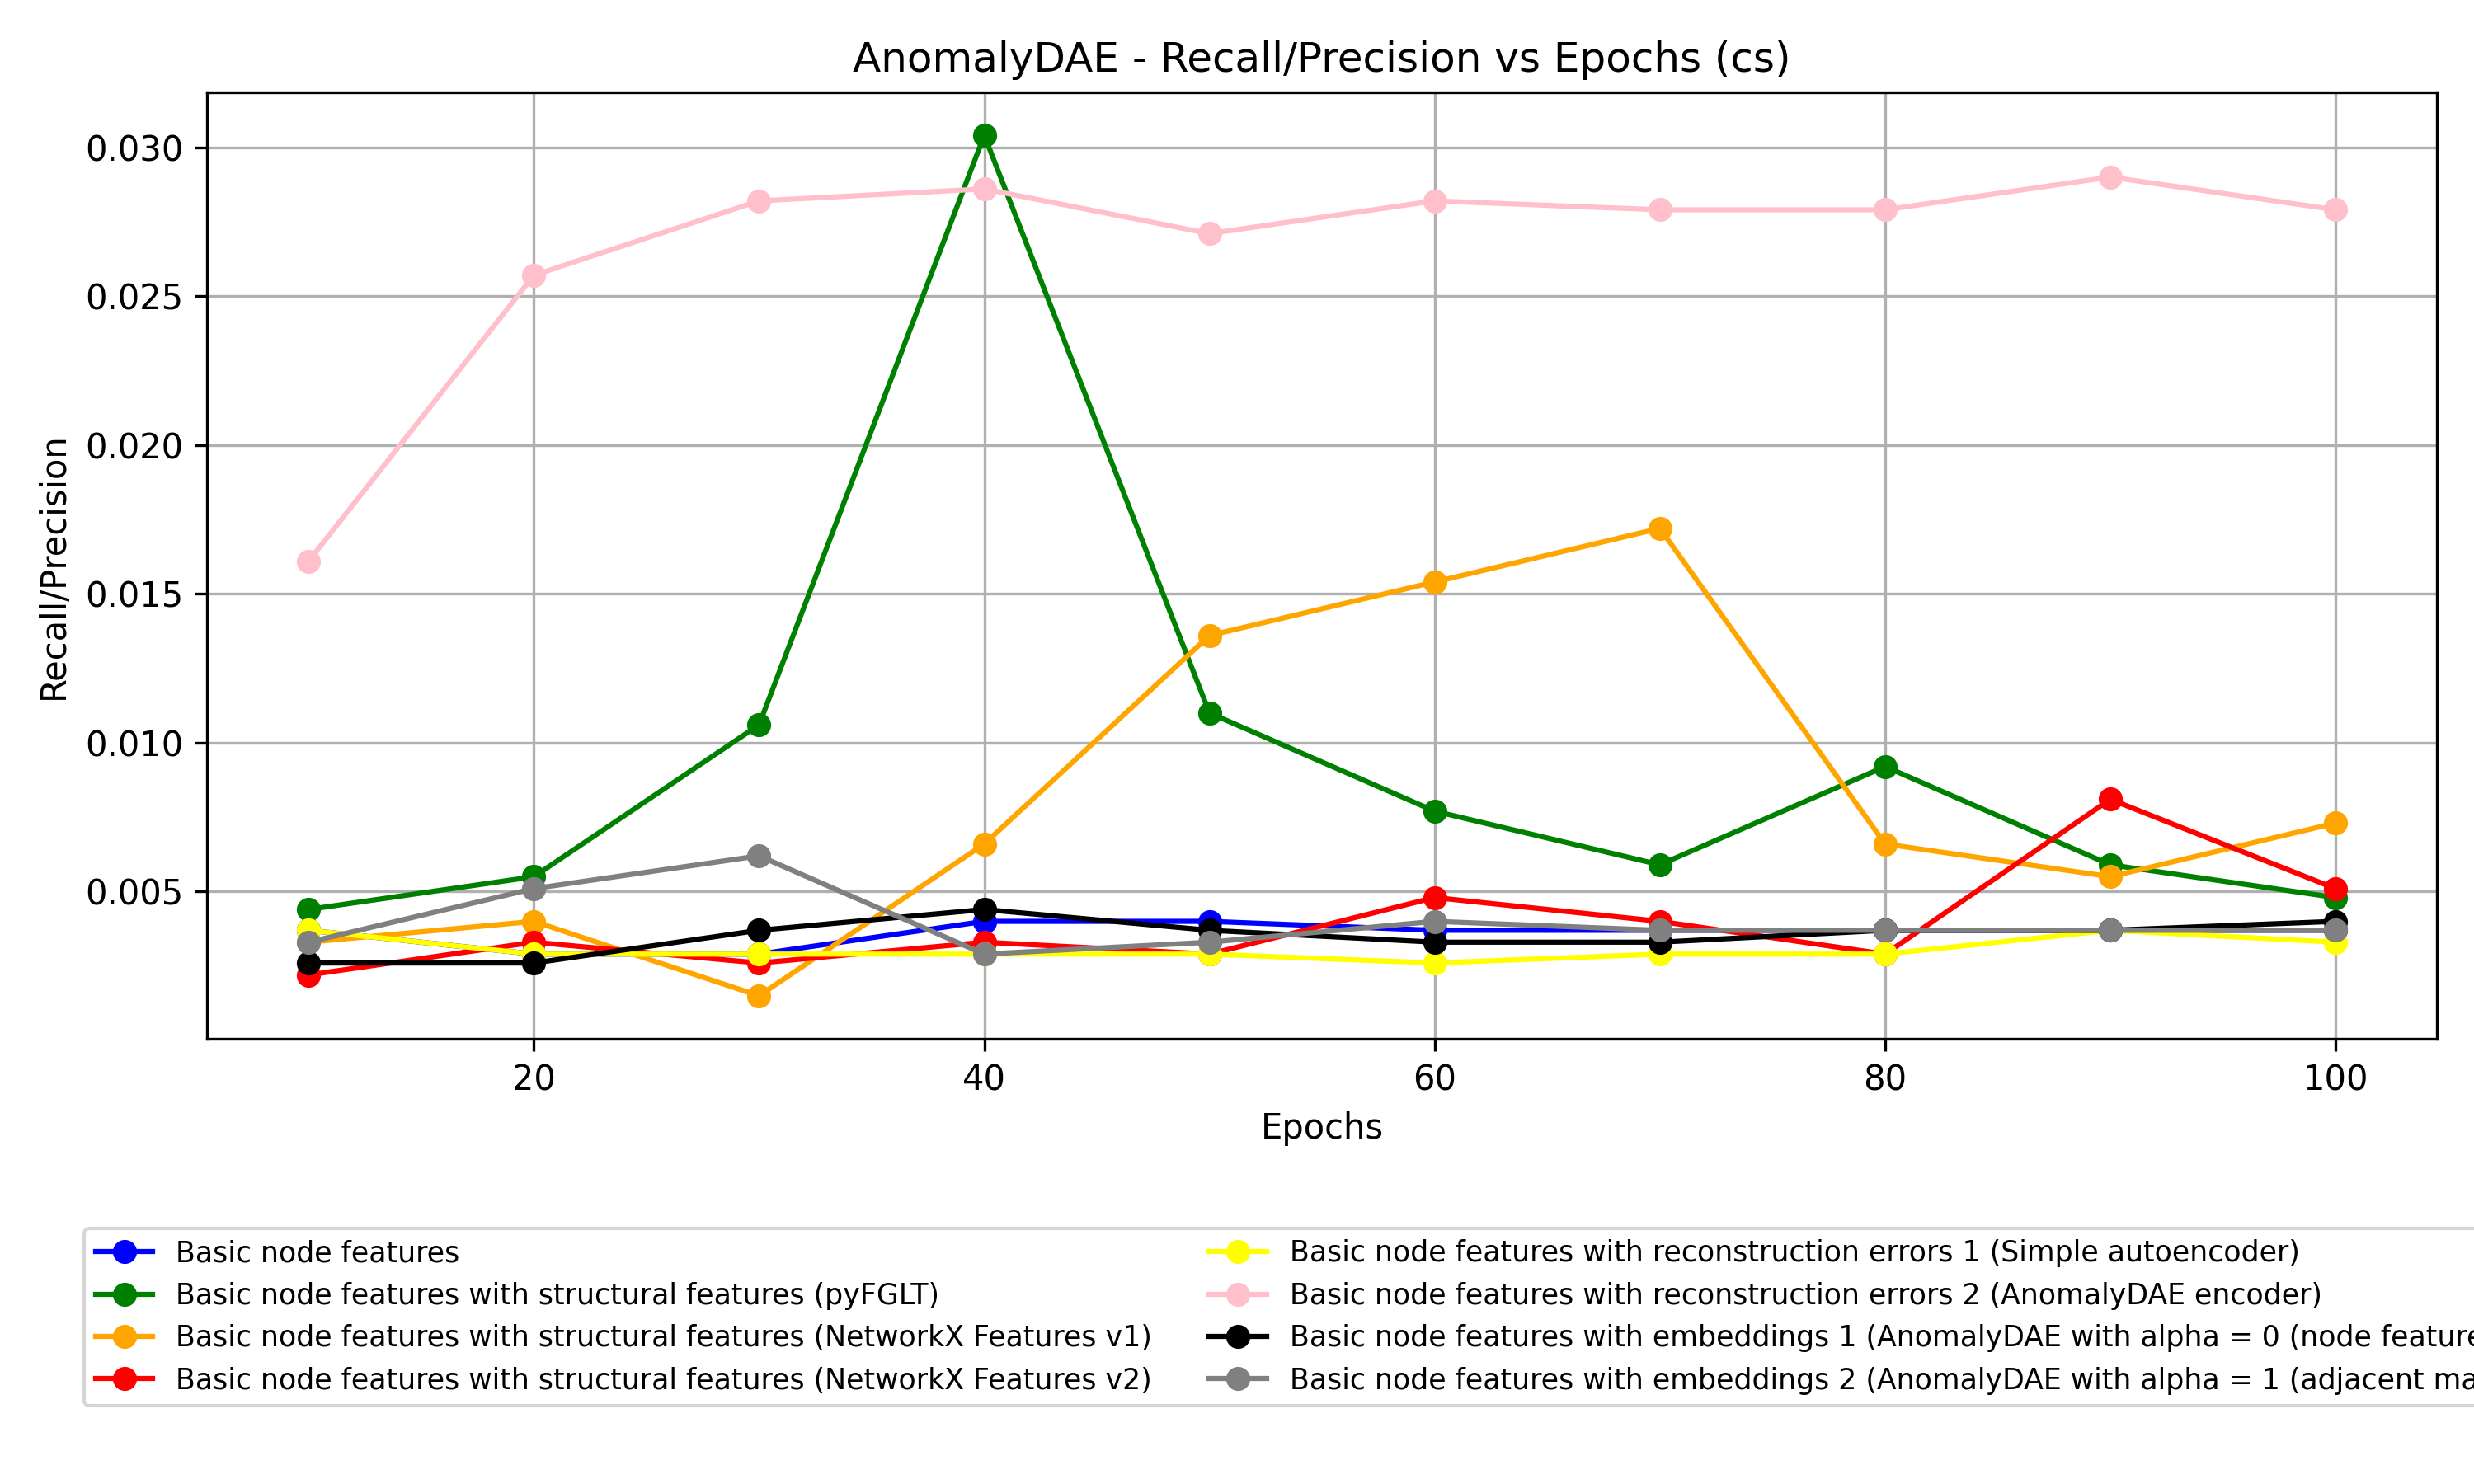 AnomalyDAE - Recall/Precision vs Epochs (cs)
Recall/Precision
0.030
0.025
0.020
0.015
0.010
0.005
20 40 60 80 100
Epochs
Basic node features
Basic node features with structural features (pyFGLT)
Basic node features with structural features (NetworkX Features v1)
Basic node features with structural features (NetworkX Features v2)
Basic node features with reconstruction errors 1 (Simple autoencoder)
Basic node features with reconstruction errors 2 (AnomalyDAE encoder)
Basic node features with embeddings 1 (AnomalyDAE with alpha = 0 (node
Basic node features with embeddings 2 (AnomalyDAE with alpha = 1 (adjacent